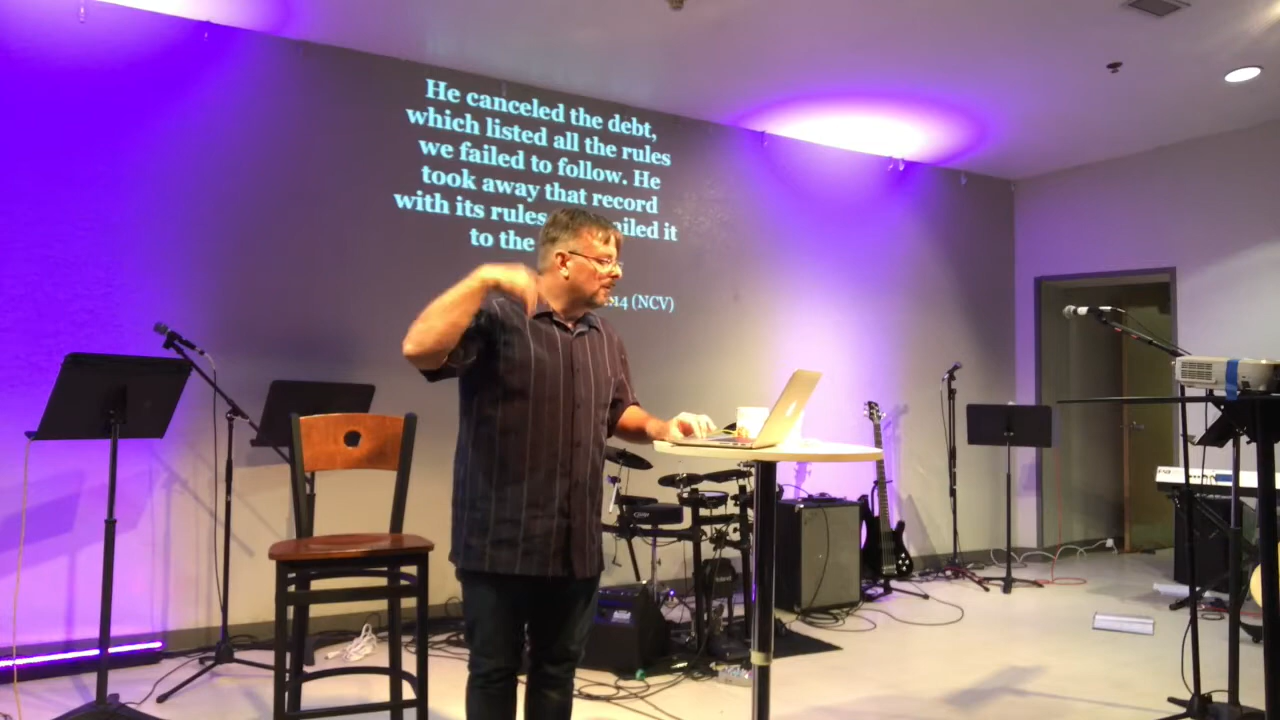 He canceled the debt,
which listed all the rules
we failed to follow. He
took away that record
with its rules it
to the
(NCV)